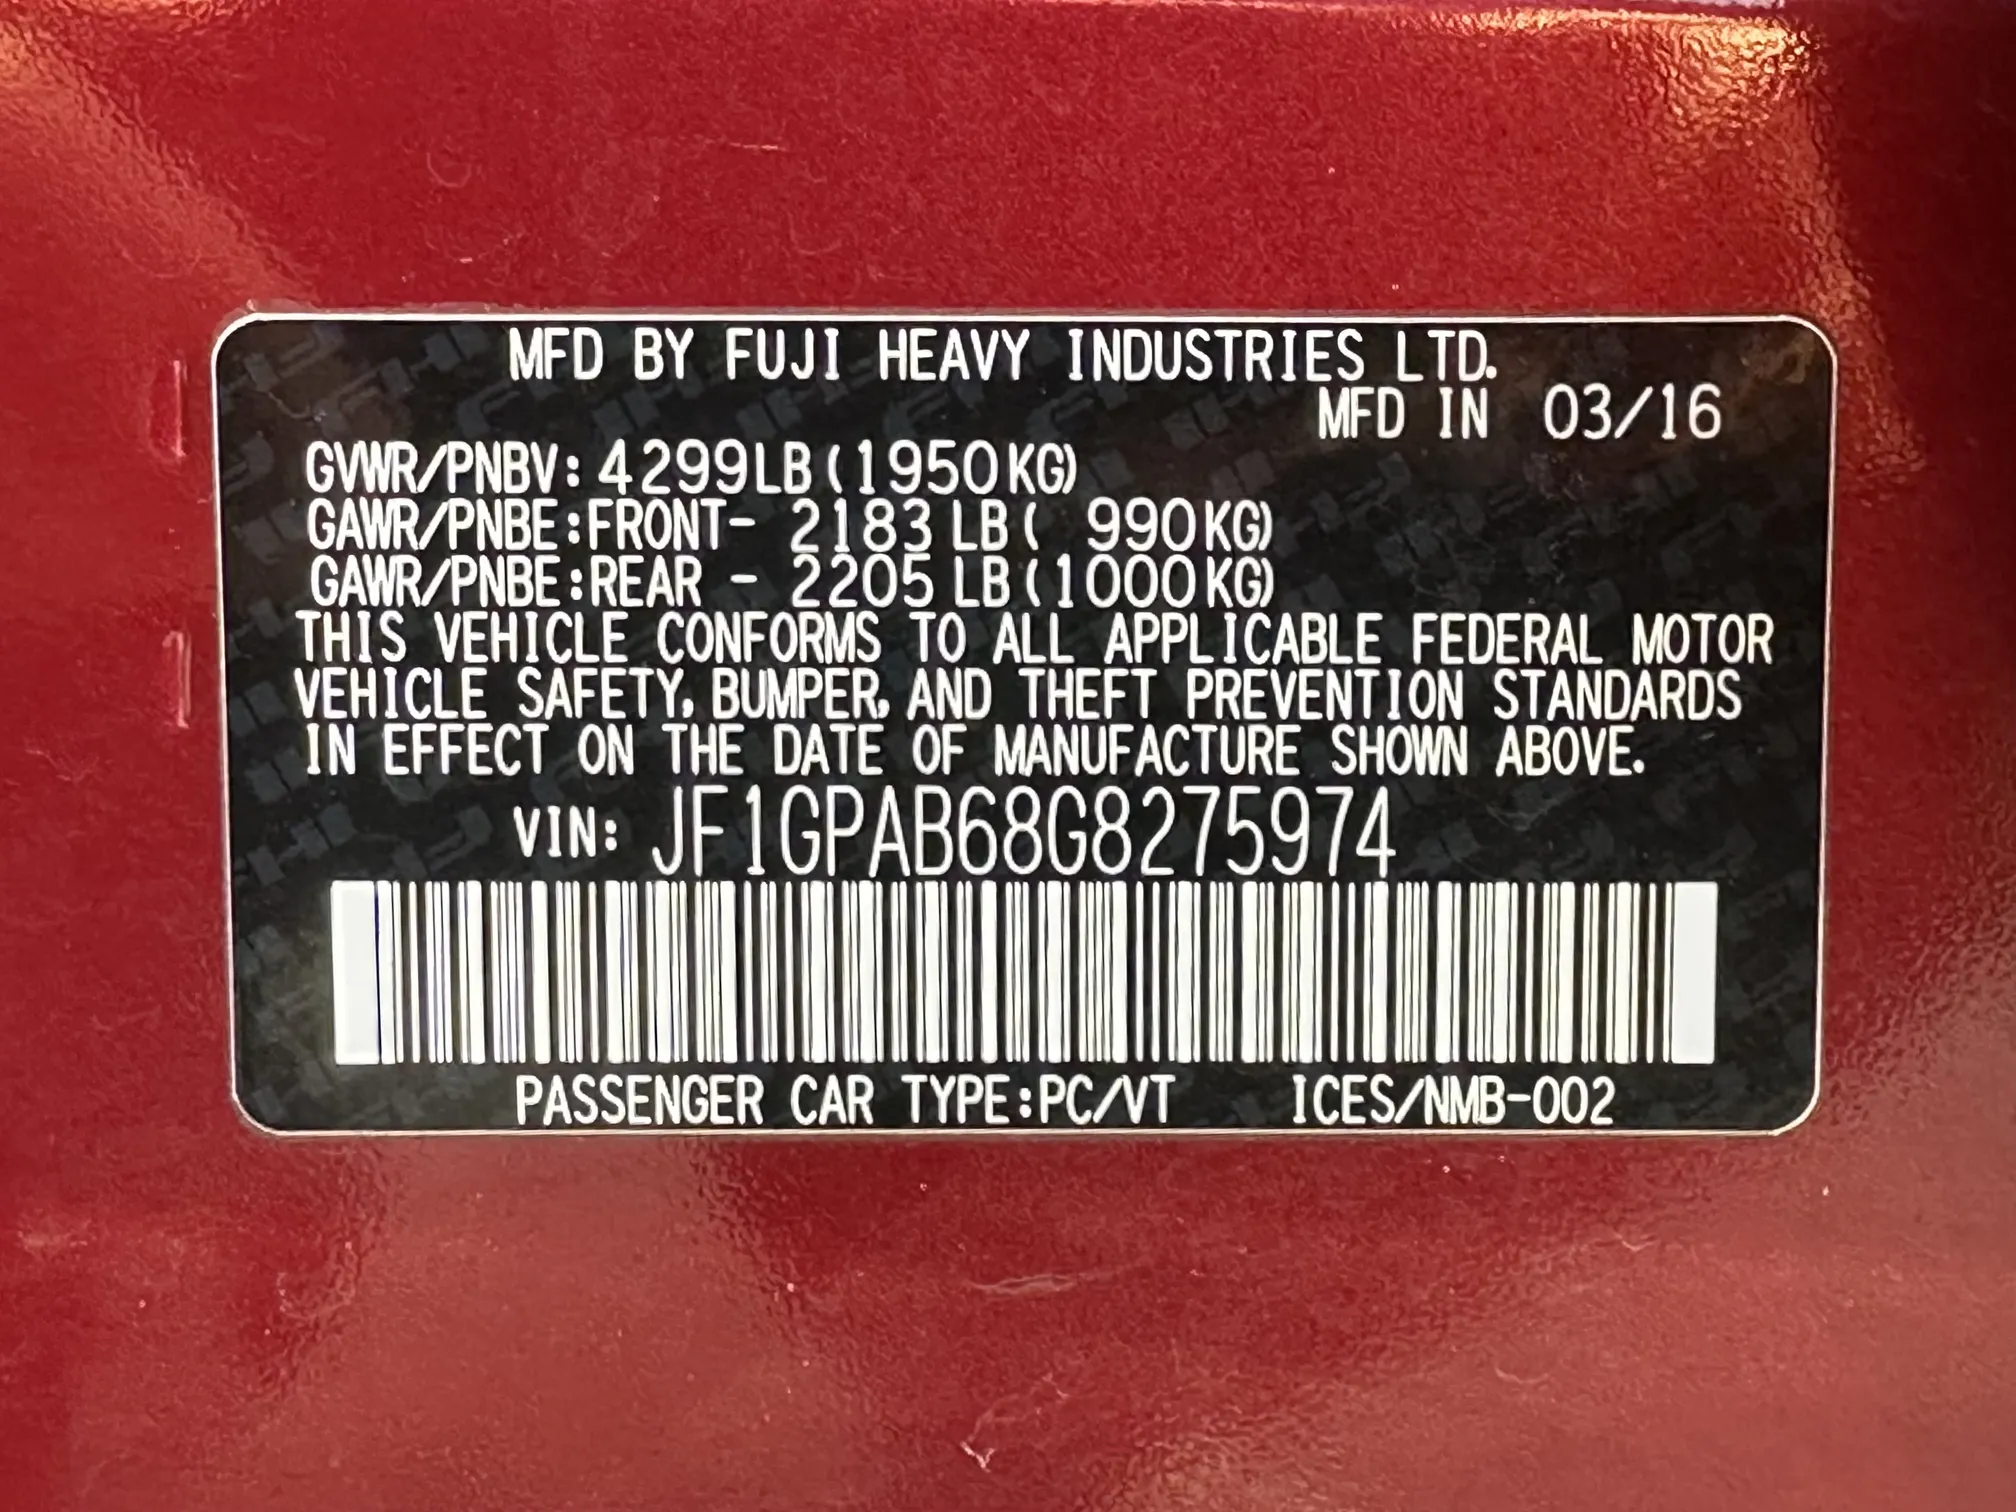 MFD BY FUJI HEAVY INDUSTRIES LTD.
MFD IN 03/16
GVWR/PNBV: 4299LB(1950KG)
GAWR/PNBE:FRONT- 2183 LB( 990KG)
GAWR/PNBE:REAR - 2205 LB(1000KG)
THIS VEHICLE CONFORMS TO ALL APPLICABLE FEDERAL MOTOR
VEHICLE SAFETY, BUMPER, AND THEFT PREVENTION STANDARDS
IN EFFECT ON THE DATE OF MANUFACTURE SHOWN ABOVE.
VIN: JF1GPAB68G8275974
PASSENGER CAR TYPE:PC/VT ICES/NMB-002